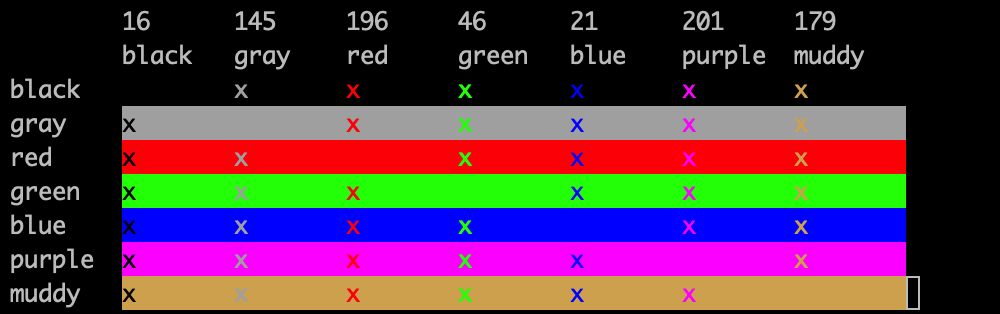 16 145 196 46 21 201 179
black gray red green blue purple muddy
black x x x x x x
gray x x x x x x
red x x x x x x
green x x x x x x
blue x x x x x x
purple x x x x x x
muddy x x x x x x